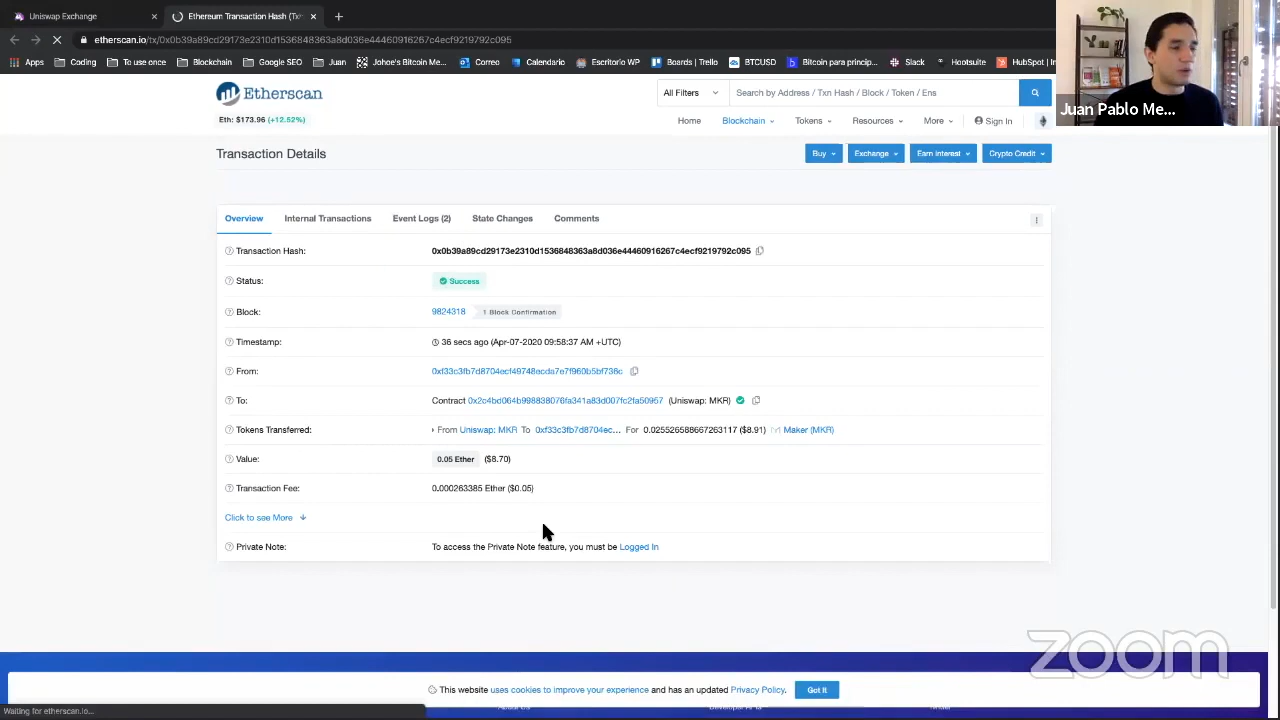 Uniswap Exchange
Ethereum Transaction Hash (Txn
etherscan.io/tx/0x0b39a89cd29173e2310d1536848363a8d036e44460916267c4ecf9219792c095
Apps Coding To use once Blockchain Google SEO Juan Johoe's Bitcoin Me... Correo Calendario Escritorio WP Boards | Trello BTCUSD Bitcoin para princip... Slack Hootsuite HubSpot | In
Juan Pablo Me...
Etherscan
All Filters
Search by Address / Txn Hash / Block / Token / Ens
Eth: $173.96 (+12.52%)
Home Blockchain Tokens Resources More Sign In
Transaction Details
Buy Exchange Earn Interest Crypto Credit
Overview Internal Transactions Event Logs (2) State Changes Comments
Transaction Hash: 0x0b39a89cd29173e2310d1536848363a8d036e44460916267c4ecf9219792c095
Status: Success
Block: 9824318 1 Block Confirmation
Timestamp: 36 secs ago (Apr-07-2020 09:58:37 AM +UTC)
From: 0xf33c3fb7d8704ecf49748ecda7e7f960b5bf736c
To: Contract 0x2c4bd064b998838076fa341a83d007fc2fa50957 (Uniswap: MKR)
Tokens Transferred: From Uniswap: MKR To 0xf33c3fb7d8704ec... For 0.025526588667263117 ($8.91) Maker (MKR)
Value: 0.05 Ether ($8.70)
Transaction Fee: 0.000263385 Ether ($0.05)
Click to see More
Private Note: To access the Private Note feature, you must be Logged In
zoom
This website uses cookies to improve your experience and has an updated Privacy Policy. Got It
Waiting for etherscan.io...